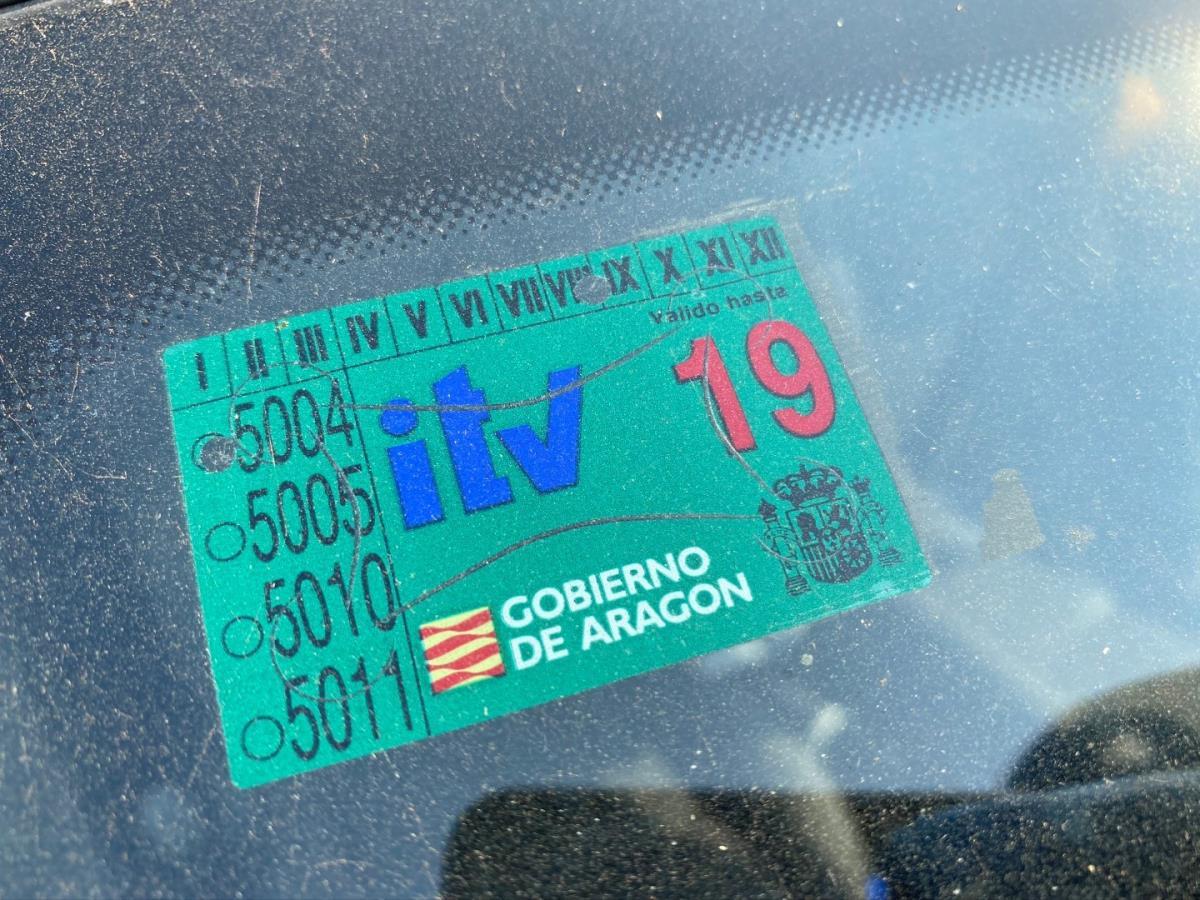 I II III IV V VI VII VIII IX X XI XII
Valido hasta
5004
itv
19
5005
5010
GOBIERNO
DE ARAGON
5011